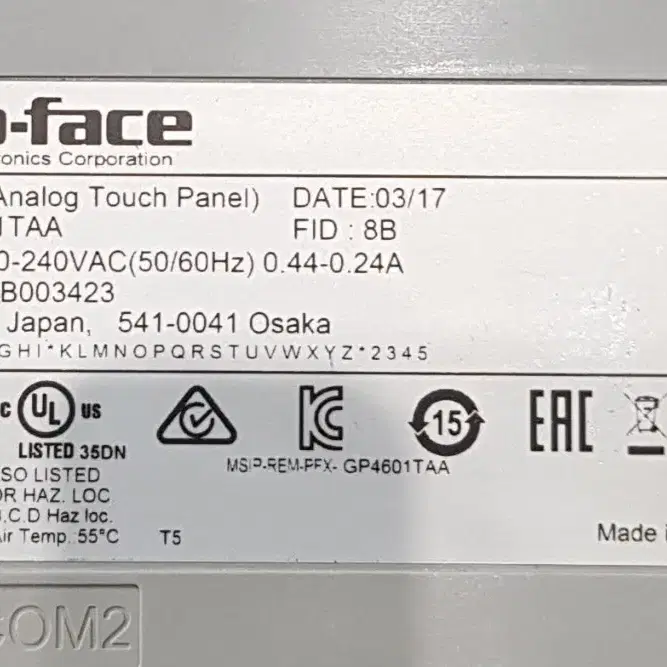 -face
onics Corporation
Analog Touch Panel) DATE:03/17
1TAA FID : 8B
0-240VAC(50/60Hz) 0.44-0.24A
B003423
Japan, 541-0041 Osaka
GHI*KLMNOPQRSTUVWXYZ*2345
C UL US 15 EAC
LISTED 35DN
MSIP-REM-PFX- GP4601TAA
SO LISTED
OR HAZ. LOC
,C.D Haz loc.
ir Temp.:55°C T5
Made
COM2